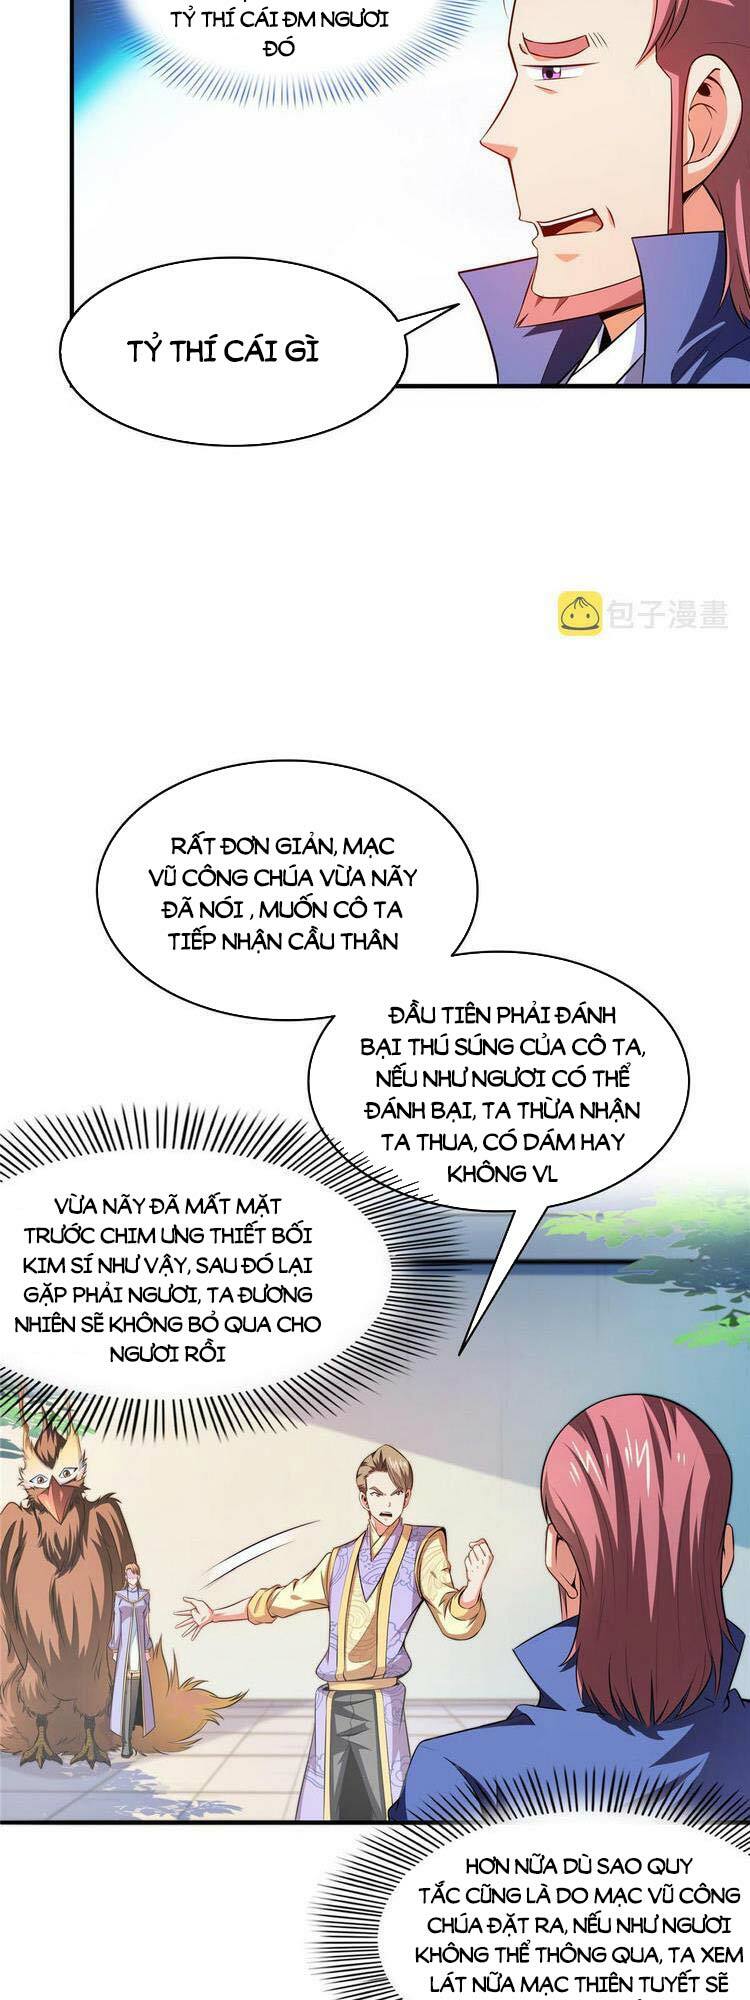 TỶ THÍ CÁI ĐM NGƯƠI
ĐÓ
TỶ THÍ CÁI GÌ
包子漫畫
RẤT ĐƠN GIẢN, MẠC
VŨ CÔNG CHÚA VỪA NÃY
ĐÃ NÓI , MUỐN CÔ TA
TIẾP NHẬN CẦU THÂN
ĐẦU TIÊN PHẢI ĐÁNH
BẠI THÚ SÚNG CỦA CÔ TA,
NẾU NHƯ NGƯƠI CÓ THỂ
ĐÁNH BẠI, TA THỪA NHẬN
TA THUA, CÓ DÁM HAY
KHÔNG VL
VỪA NÃY ĐÃ MẤT MẶT
TRƯỚC CHIM ƯNG THIẾT BỐI
KIM SÍ NHƯ VẬY, SAU ĐÓ LẠI
GẶP PHẢI NGƯƠI, TA ĐƯƠNG
NHIÊN SẼ KHÔNG BỎ QUA CHO
NGƯƠI RỒI
HƠN NỮA DÙ SAO QUY
TẮC CŨNG LÀ DO MẠC VŨ CÔNG
CHÚA ĐẶT RA, NẾU NHƯ NGƯƠI
KHÔNG THỂ THÔNG QUA, TA XEM
LÁT NỮA MẠC THIÊN TUYẾT SẼ